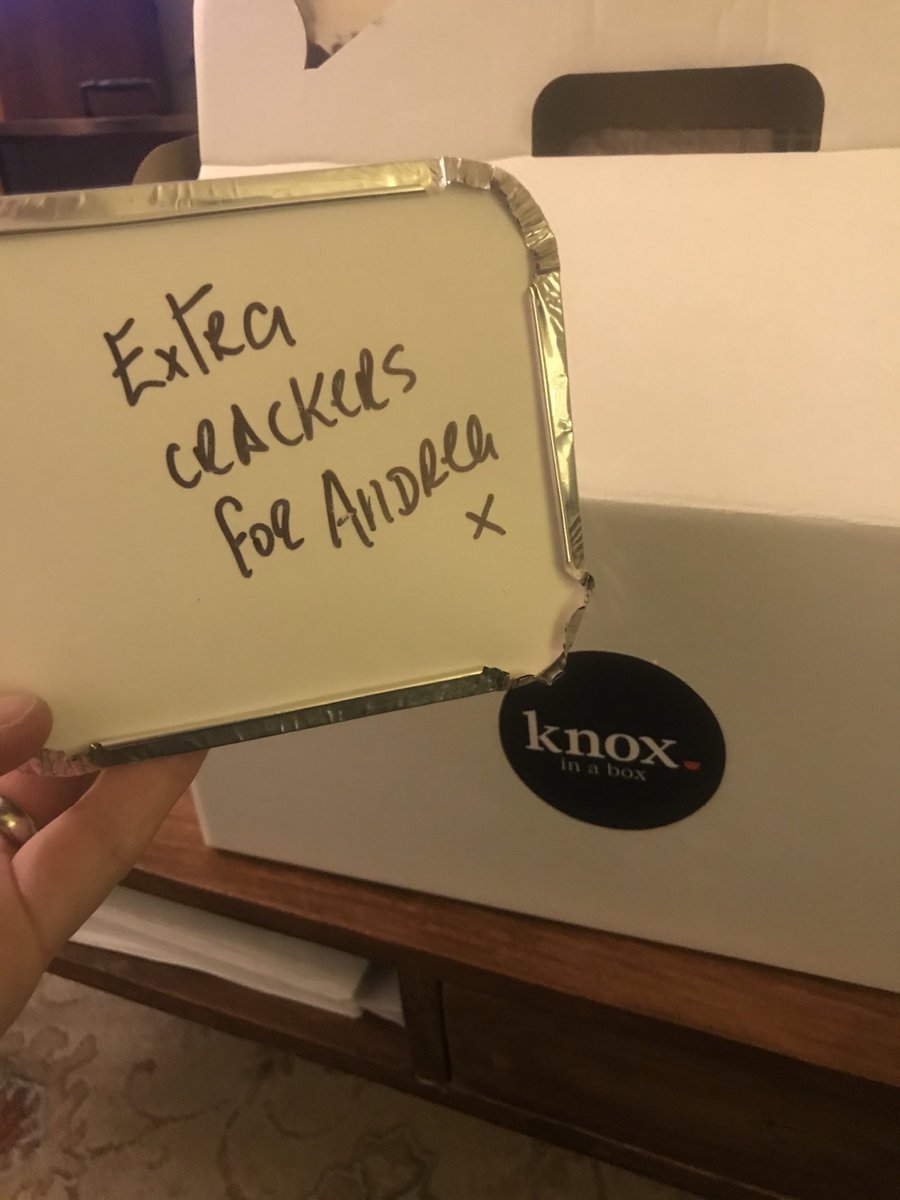 Extra
crackers
for Andrea
x
knox.
in a box